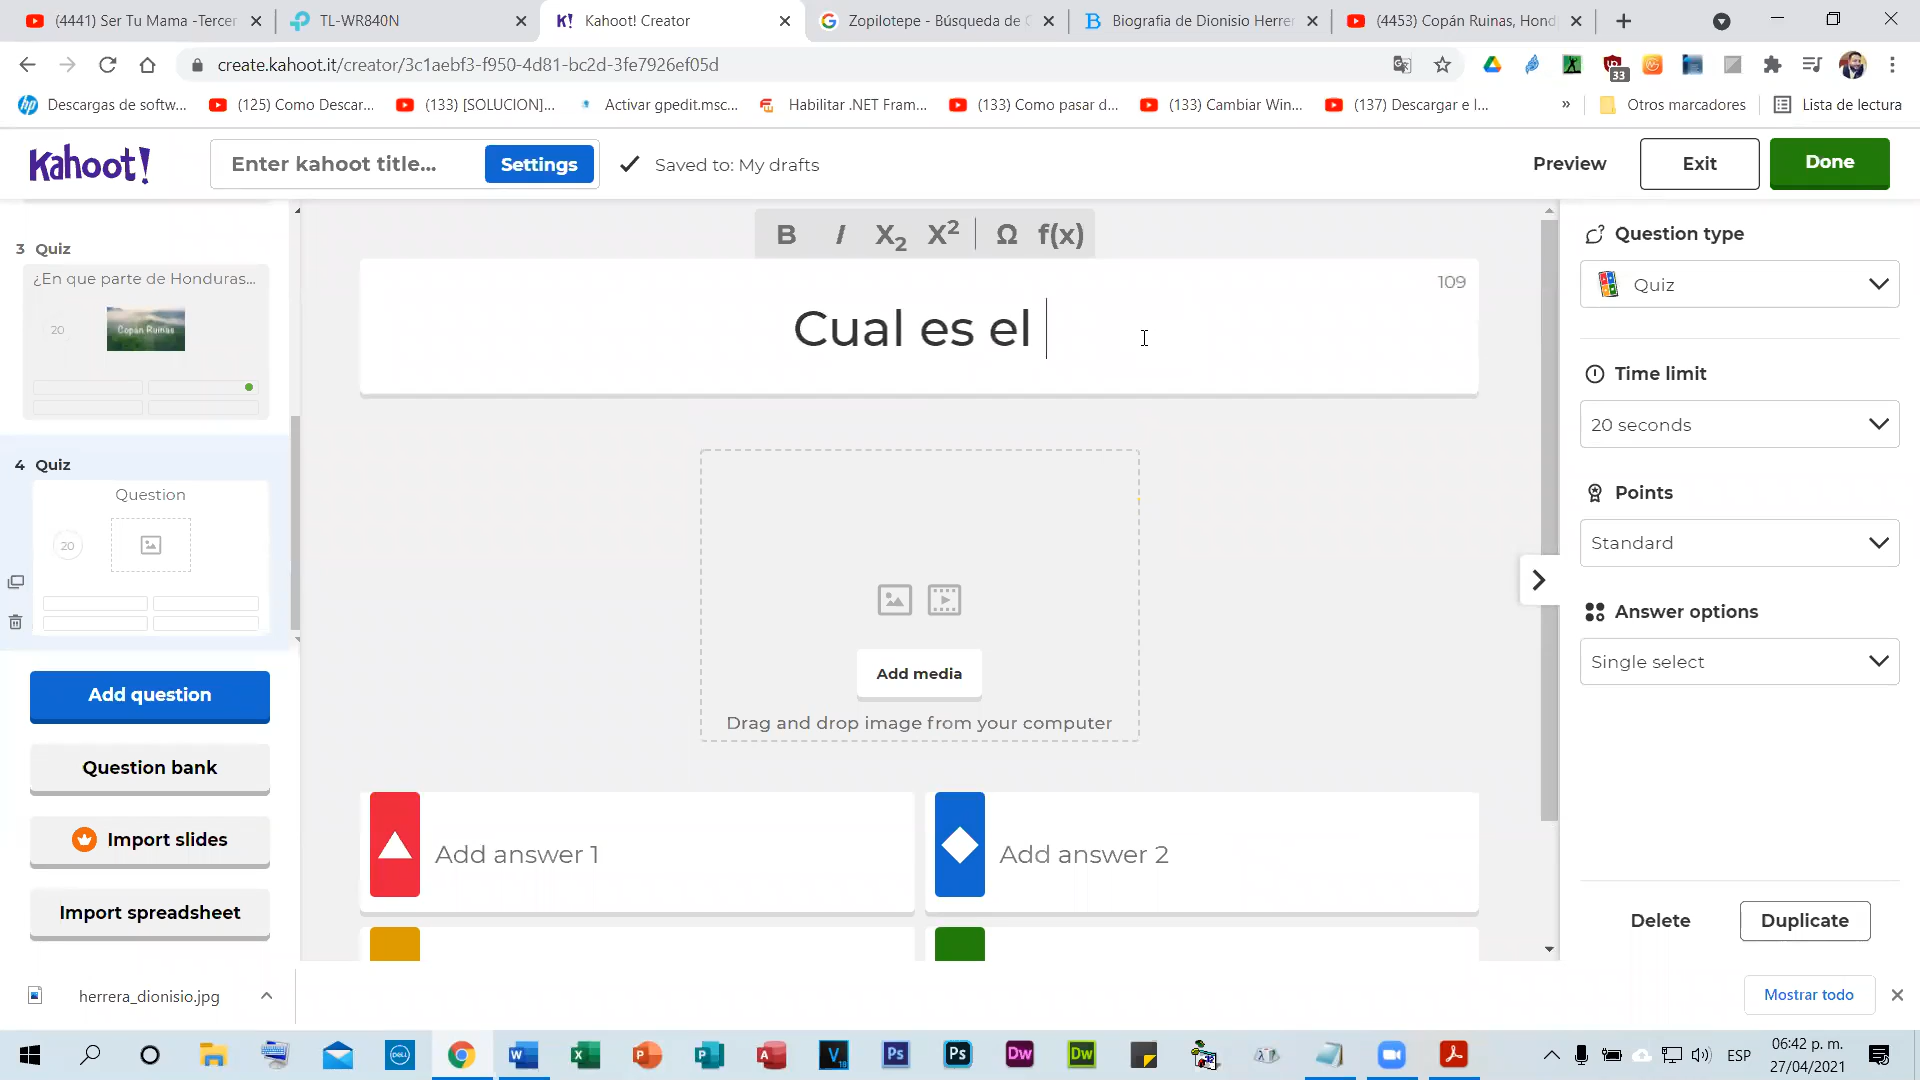 (4441) Ser Tu Mama -Tercer
TL-WR840N
K! Kahoot! Creator
Zopilotepe - Búsqueda de
Biografia de Dionisio Herrer
(4453) Copán Ruinas, Hond
create.kahoot.it/creator/3c1aebf3-f950-4d81-bc2d-3fe7926ef05d
33
Descargas de softw...
(125) Como Descar...
(133) [SOLUCION]...
Activar gpedit.msc...
Habilitar .NET Fram...
(133) Como pasar d...
(133) Cambiar Win...
(137) Descargar e I...
»
Otros marcadores
Lista de lectura
Kahoot!
Enter kahoot title...
Settings
Saved to: My drafts
Preview
Exit
Done
3 Quiz
¿En que parte de Honduras...
20
Copán Ruinas
4 Quiz
Question
20
Add question
Question bank
Import slides
Import spreadsheet
B I X2 X2 Ω f(x)
109
Cual es el
Add media
Drag and drop image from your computer
Add answer 1
Add answer 2
Question type
Quiz
Time limit
20 seconds
Points
Standard
Answer options
Single select
Delete
Duplicate
herrera_dionisio.jpg
Mostrar todo
ESP
06:42 p. m.
27/04/2021